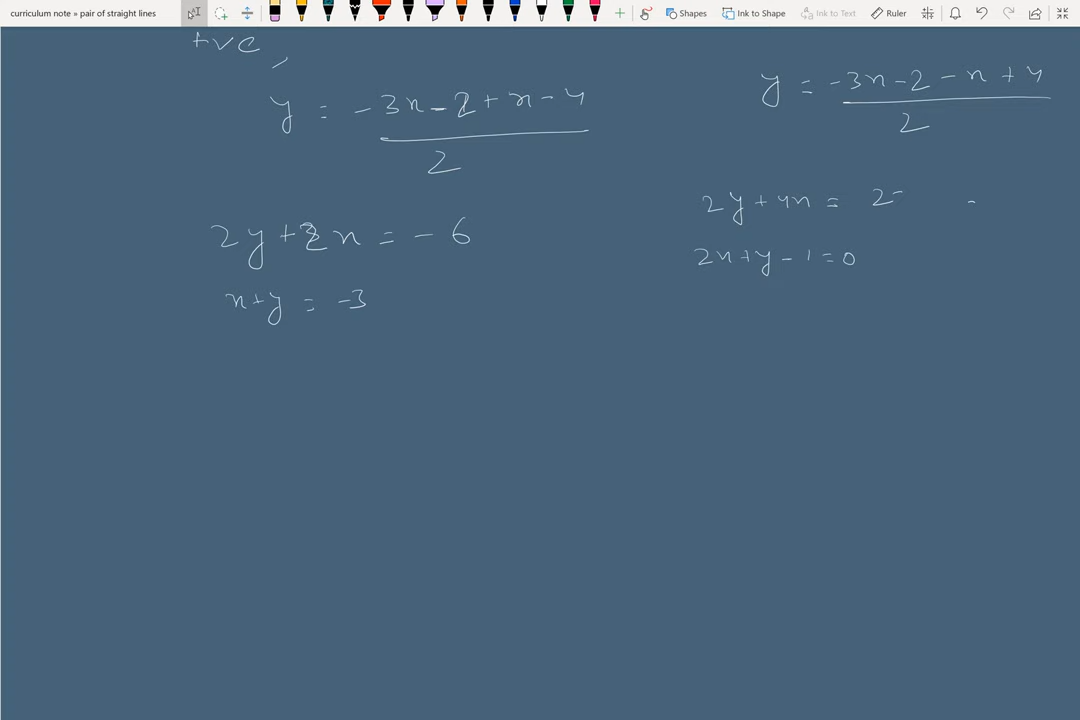 curriculum note » pair of straight lines
Shapes Ink to Shape Ink to Text Ruler
+ve,
y = -3x-2+x-4
2
2y+2x = -6
x+y = -3
y = -3x-2-x+4
2
2y+4x = 2
2x+y-1=0